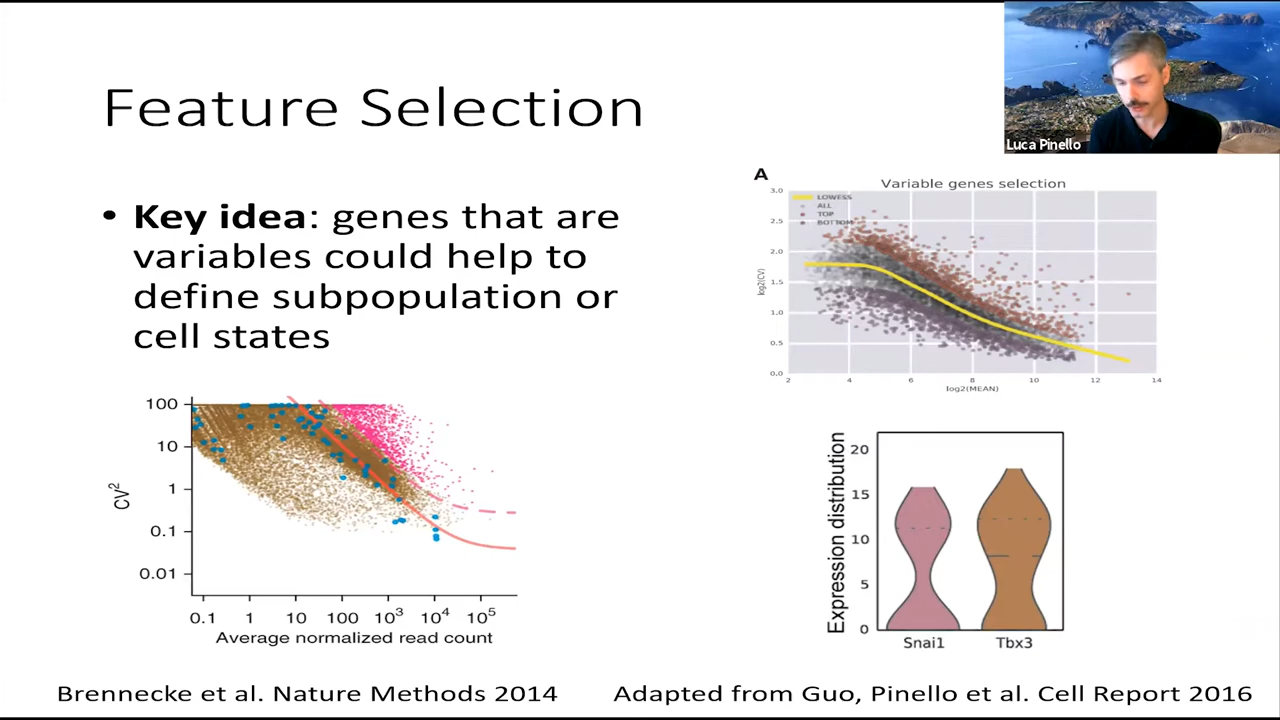 Feature Selection
Luca Pinello
• Key idea: genes that are
variables could help to
define subpopulation or
cell states
A
Variable genes selection
LOWESS
ALL
TOP
BOTTOM
log2(CV)
3.0
2.5
2.0
1.5
1.0
0.5
0.0
2 4 6 8 10 12 14
log2(MEAN)
CV²
100
10
1
0.1
0.01
0.1 1 10 100 10³ 10⁴ 10⁵
Average normalized read count
Expression distribution
20
15
10
5
0
Snai1 Tbx3
Brennecke et al. Nature Methods 2014
Adapted from Guo, Pinello et al. Cell Report 2016